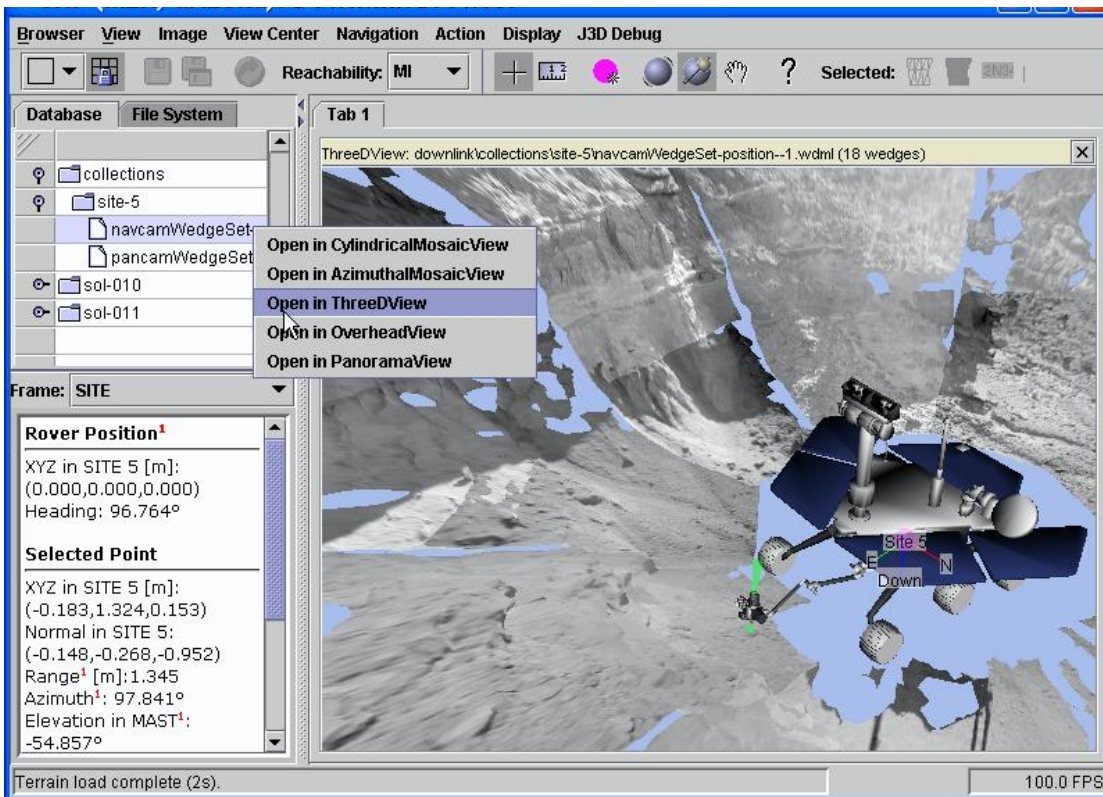 Browser View Image View Center Navigation Action Display J3D Debug
Reachability: MI
? Selected:
Database File System
Tab 1
ThreeDView: downlink\collections\site-5\navcamWedgeSet-position--1.wdml (18 wedges)
collections
site-5
navcamWedgeSet-
pancamWedgeSet
sol-010
sol-011
Open in CylindricalMosaicView
Open in AzimuthalMosaicView
Open in ThreeDView
Open in OverheadView
Open in PanoramaView
Frame: SITE
Rover Position¹
XYZ in SITE 5 [m]:
(0.000,0.000,0.000)
Heading: 96.764º
Selected Point
XYZ in SITE 5 [m]:
(-0.183,1.324,0.153)
Normal in SITE 5:
(-0.148,-0.268,-0.952)
Range¹ [m]:1.345
Azimuth¹: 97.841º
Elevation in MAST¹:
-54.857º
Site 5
E
N
Down
Terrain load complete (2s).
100.0 FPS